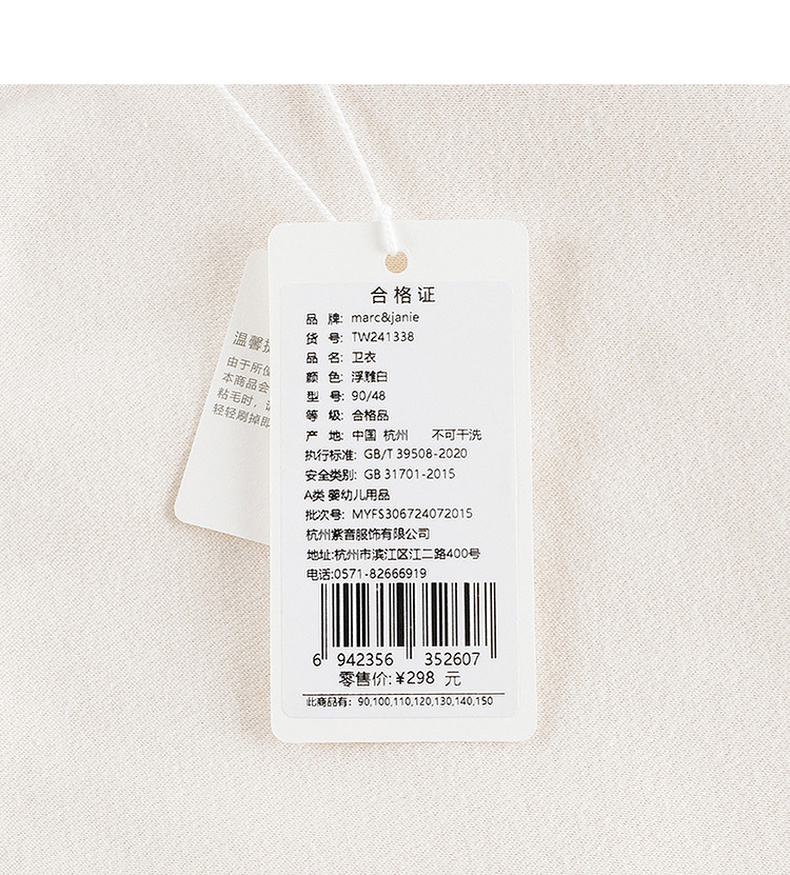 合格证
品 牌: marc&janie
货 号: TW241338
品 名: 卫衣
颜 色: 浮雕白
型 号: 90/48
等 级: 合格品
产 地: 中国 杭州 不可干洗
执行标准: GB/T 39508-2020
安全类别: GB 31701-2015
A类 婴幼儿用品
批次号: MYFS306724072015
杭州紫音服饰有限公司
地址:杭州市滨江区江二路400号
电话:0571-82666919
6 942356 352607
零售价:¥298 元
此商品有: 90,100,110,120,130,140,150
温馨
由于所使
本商品会
粘毛时,
轻轻刷掉即